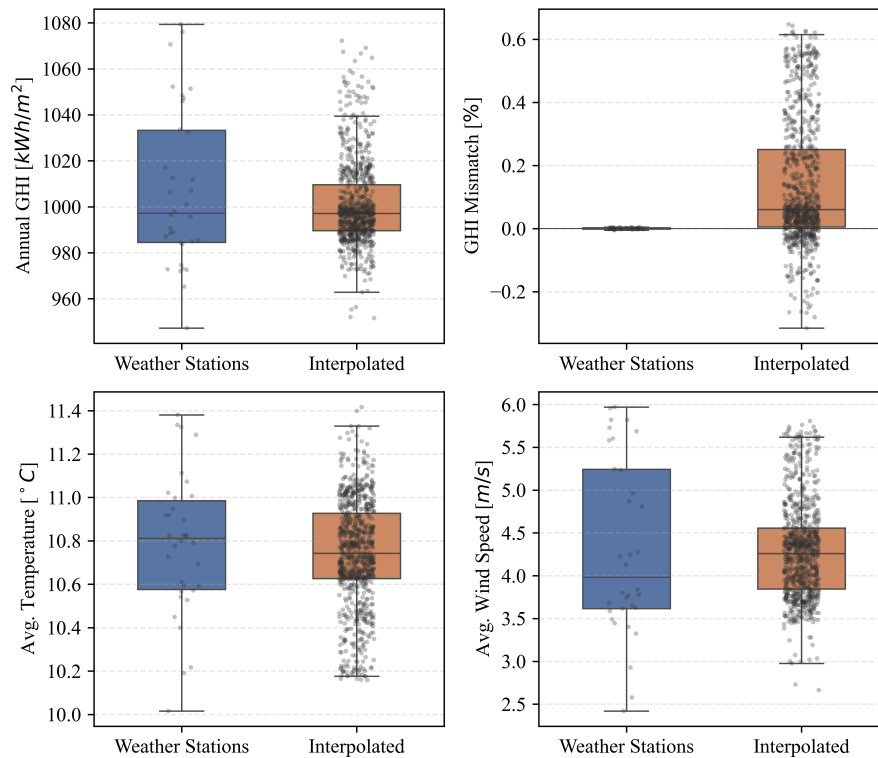 Annual GHI [kWh/m²]
1080
1060
1040
1020
1000
980
960
Weather Stations
Interpolated
GHI Mismatch [%]
0.6
0.4
0.2
0.0
−0.2
Weather Stations
Interpolated
Avg. Temperature [°C]
11.4
11.2
11.0
10.8
10.6
10.4
10.2
10.0
Weather Stations
Interpolated
Avg. Wind Speed [m/s]
6.0
5.5
5.0
4.5
4.0
3.5
3.0
2.5
Weather Stations
Interpolated